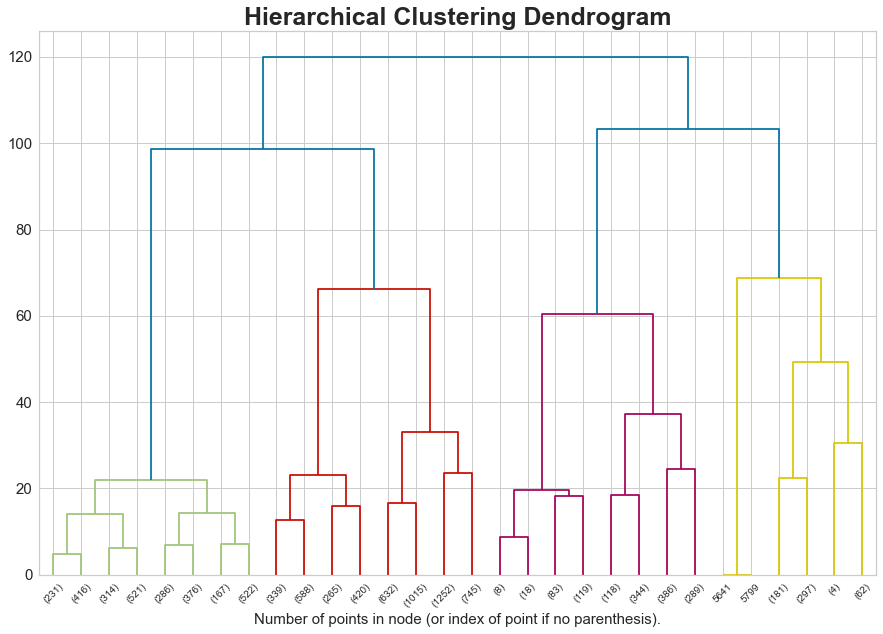 Hierarchical Clustering Dendrogram
120
100
80
60
40
20
0
(231) (416) (314) (521) (286) (376) (167) (522) (339) (588) (265) (420) (632) (1015) (1252) (745) (8) (18) (83) (119) (118) (344) (386) (289) 5641 5799 (181) (297) (4) (62)
Number of points in node (or index of point if no parenthesis).